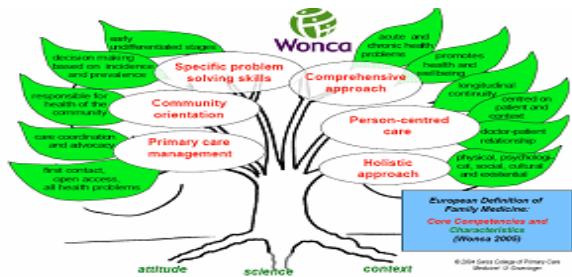 Wonca
early
undifferentiated stages
decision making
based on incidence
and prevalence
responsible for
health of the
community
care coordination
and advocacy
first contact,
open access,
all health problems
Specific problem
solving skills
Community
orientation
Primary care
management
Comprehensive
approach
Person-centred
care
Holistic
approach
acute and
chronic health
problems
promotes
health and
wellbeing
longitudinal
continuity
centred on
patient and
context
doctor-patient
relationship
physical, psychologi-
cal, social, cultural
and existential
European Definition of
Family Medicine:
Core Competencies and
Characteristics
(Wonca 2005)
© 2004 Swiss College of Primary Care
Medicine/ U.
attitude
science
context